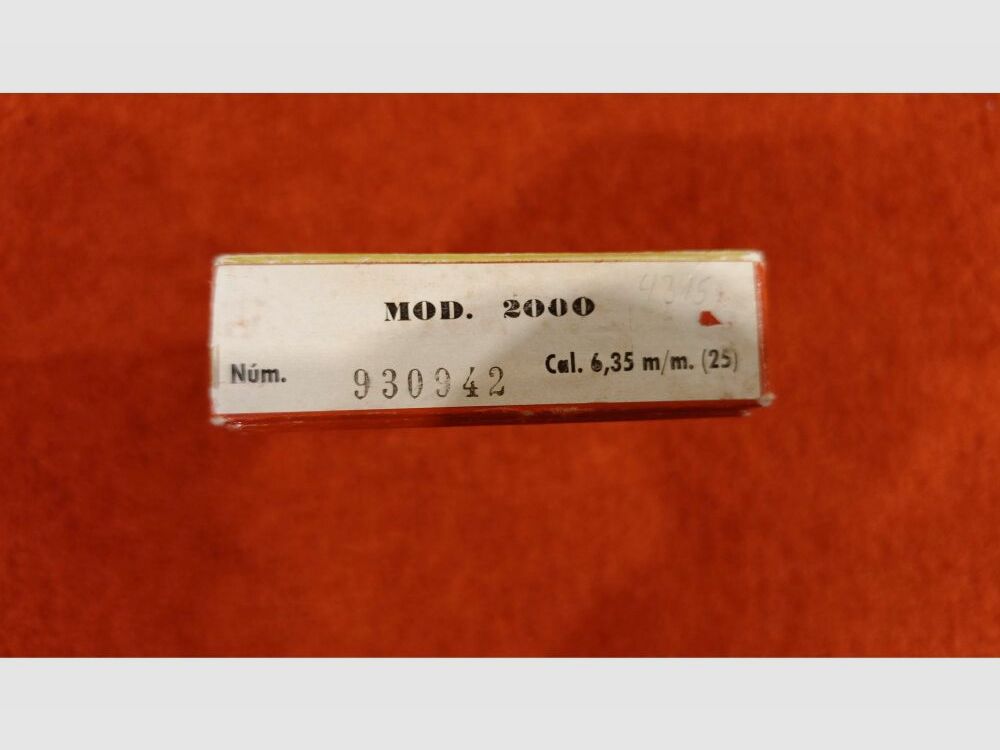 MOD. 2000
Núm. 930942 Cal. 6,35 m/m. (25)